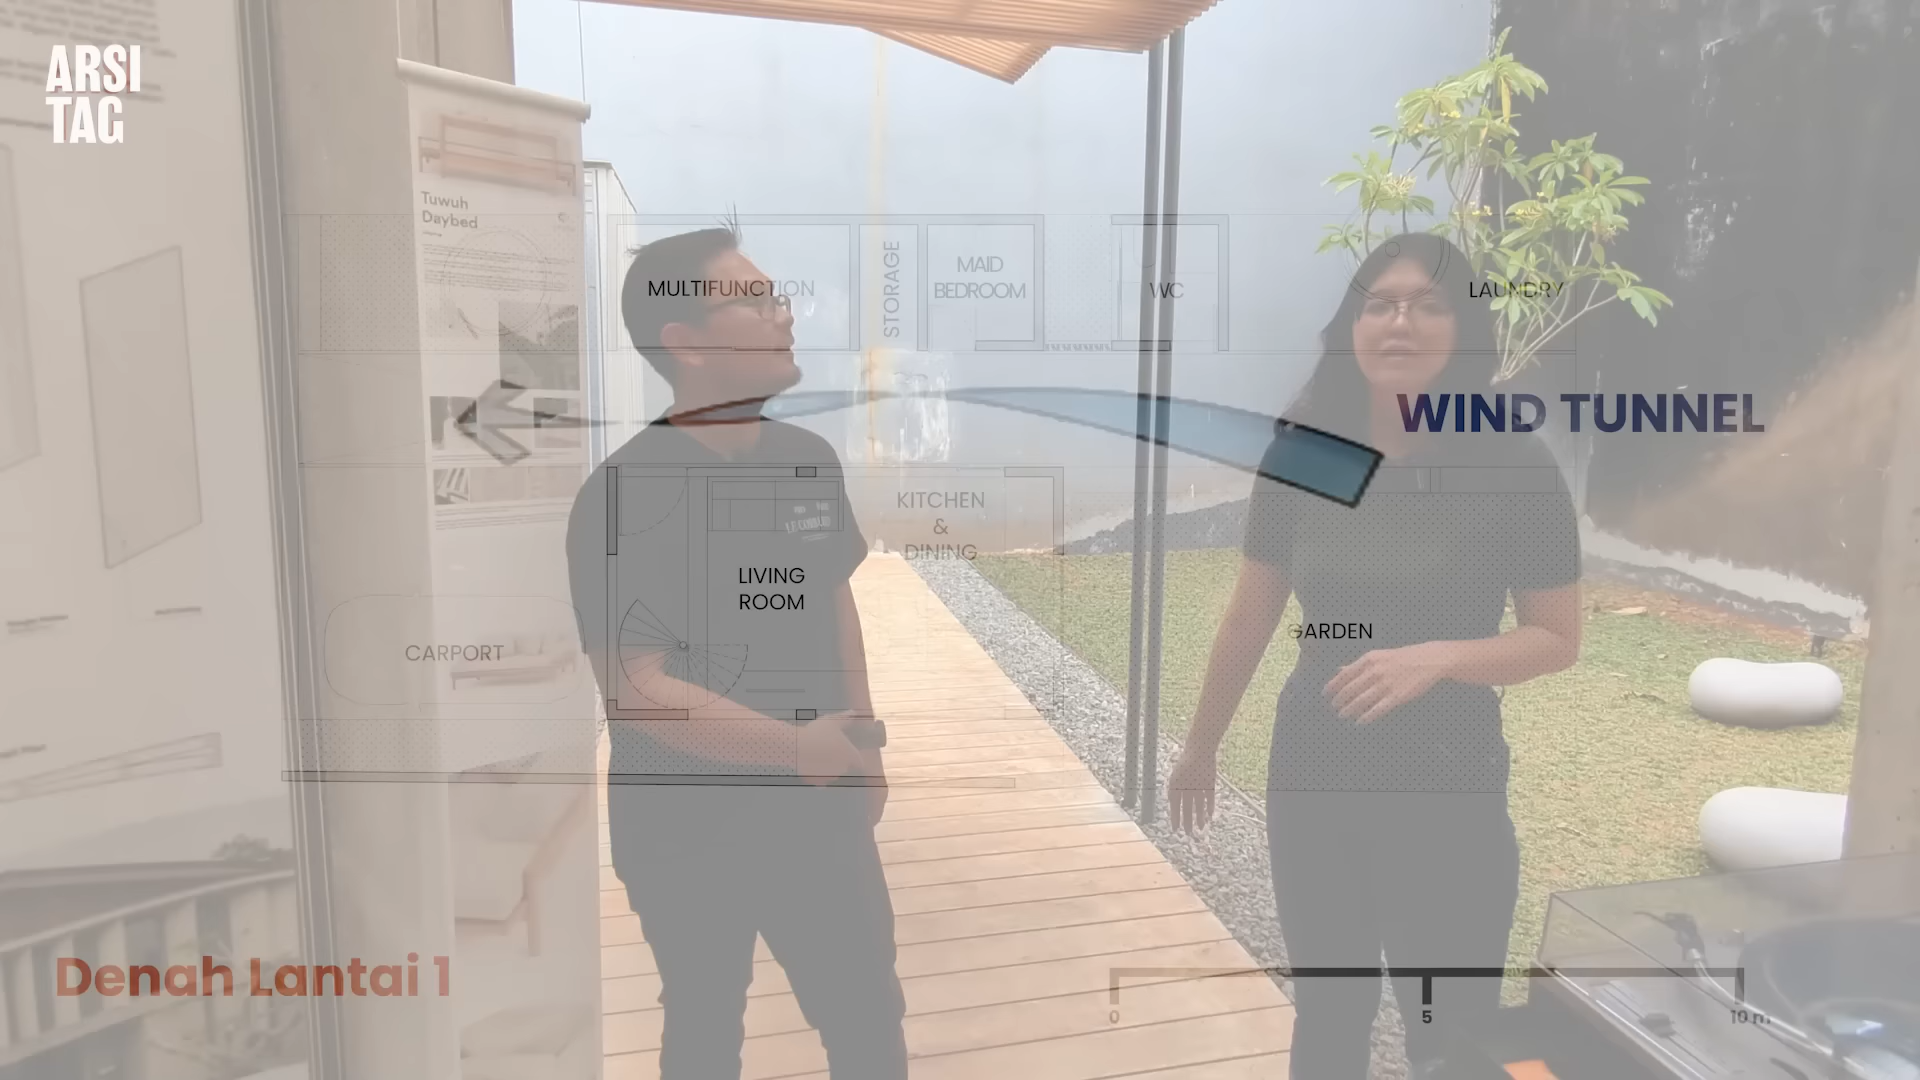 ARSI
TAG
Tuwuh
Daybed
MULTIFUNCTION
STORAGE
MAID
BEDROOM
WC
LAUNDRY
WIND TUNNEL
KITCHEN
&
DINING
LIVING
ROOM
GARDEN
CARPORT
Denah Lantai 1
0
5
10 m